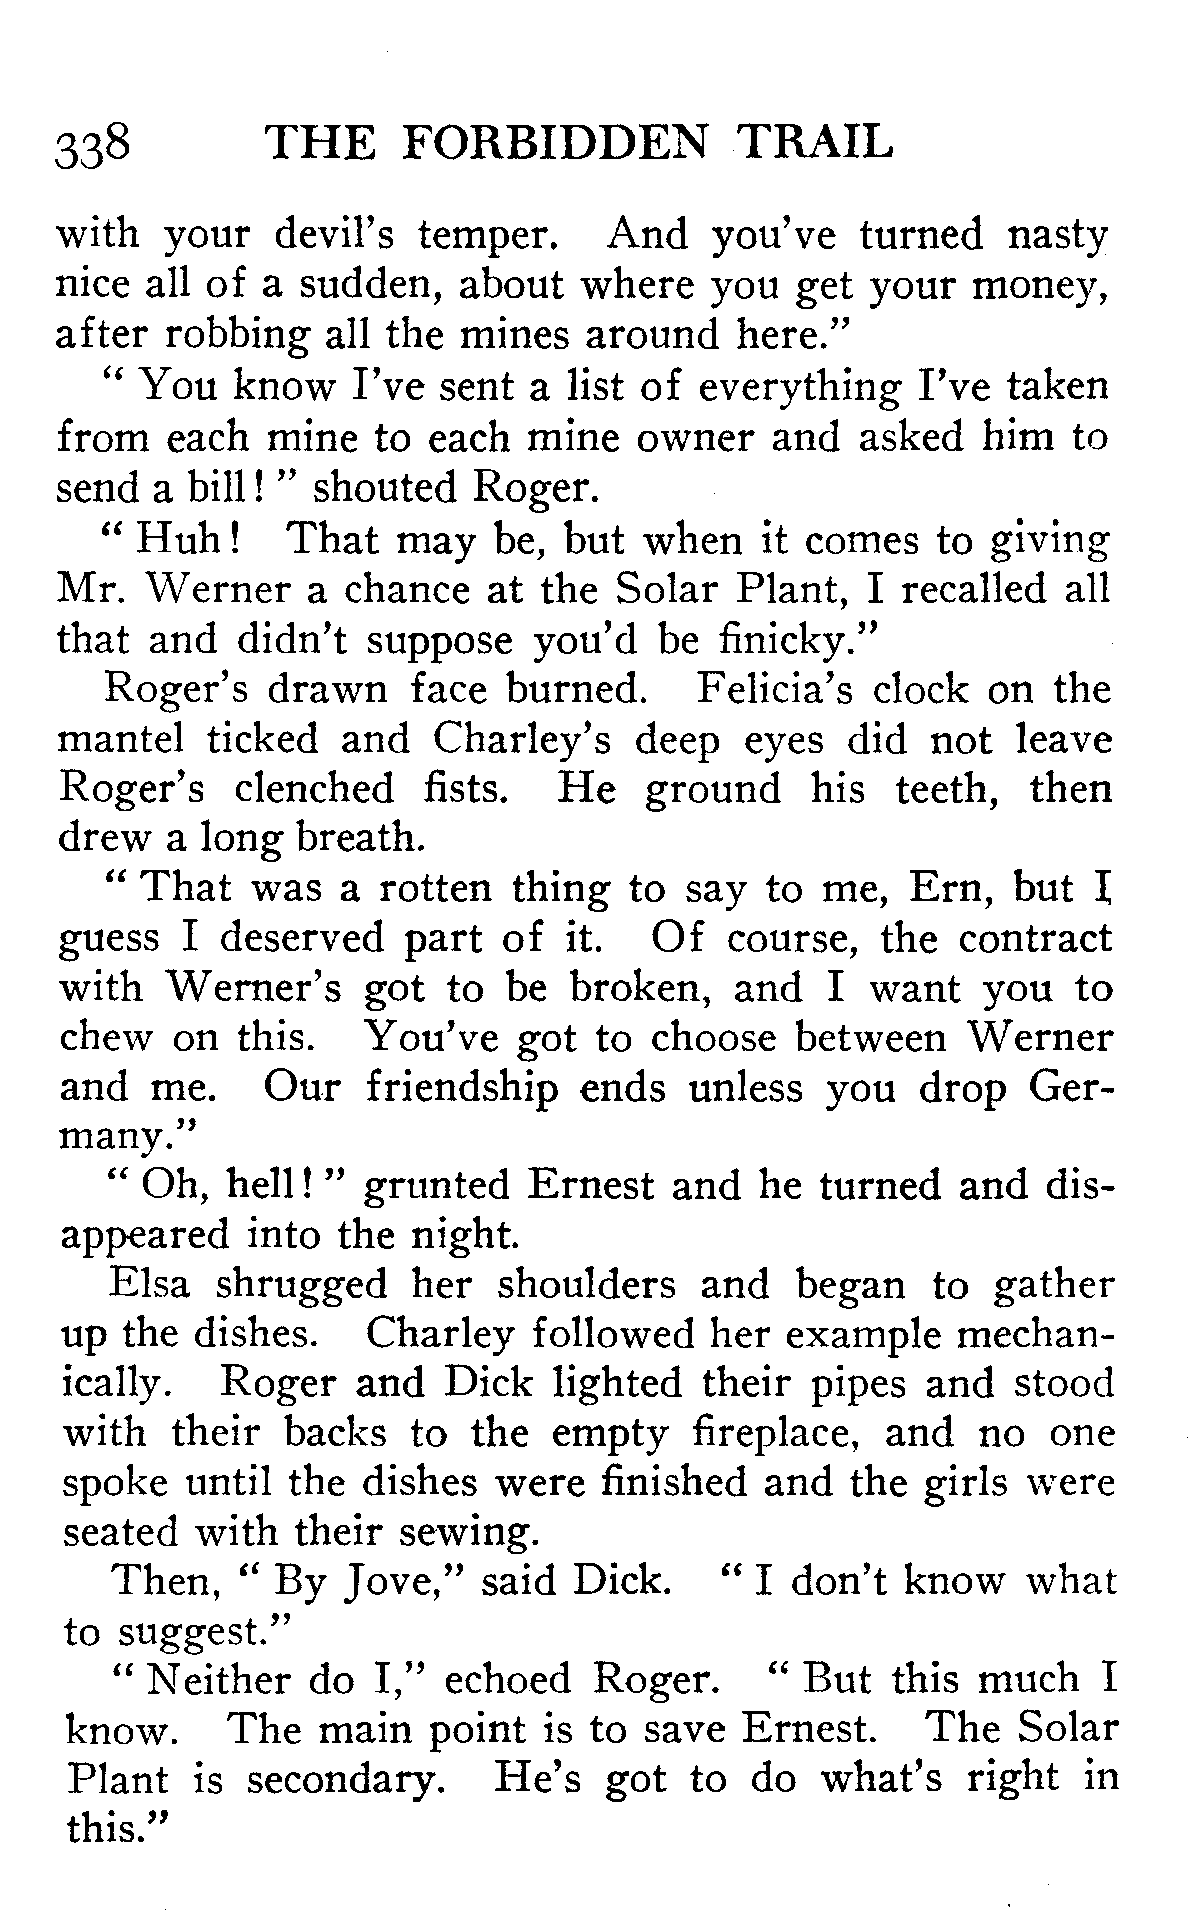 338 THE FORBIDDEN TRAIL
with your devil's temper. And you've turned nasty
nice all of a sudden, about where you get your money,
after robbing all the mines around here."
" You know I've sent a list of everything I've taken
from each mine to each mine owner and asked him to
send a bill! " shouted Roger.
" Huh! That may be, but when it comes to giving
Mr. Werner a chance at the Solar Plant, I recalled all
that and didn't suppose you'd be finicky."
Roger's drawn face burned. Felicia's clock on the
mantel ticked and Charley's deep eyes did not leave
Roger's clenched fists. He ground his teeth, then
drew a long breath.
" That was a rotten thing to say to me, Ern, but I
guess I deserved part of it. Of course, the contract
with Werner's got to be broken, and I want you to
chew on this. You've got to choose between Werner
and me. Our friendship ends unless you drop Ger-
many."
" Oh, hell! " grunted Ernest and he turned and dis-
appeared into the night.
Elsa shrugged her shoulders and began to gather
up the dishes. Charley followed her example mechan-
ically. Roger and Dick lighted their pipes and stood
with their backs to the empty fireplace, and no one
spoke until the dishes were finished and the girls were
seated with their sewing.
Then, " By Jove," said Dick. " I don't know what
to suggest."
" Neither do I," echoed Roger. " But this much I
know. The main point is to save Ernest. The Solar
Plant is secondary. He's got to do what's right in
this."